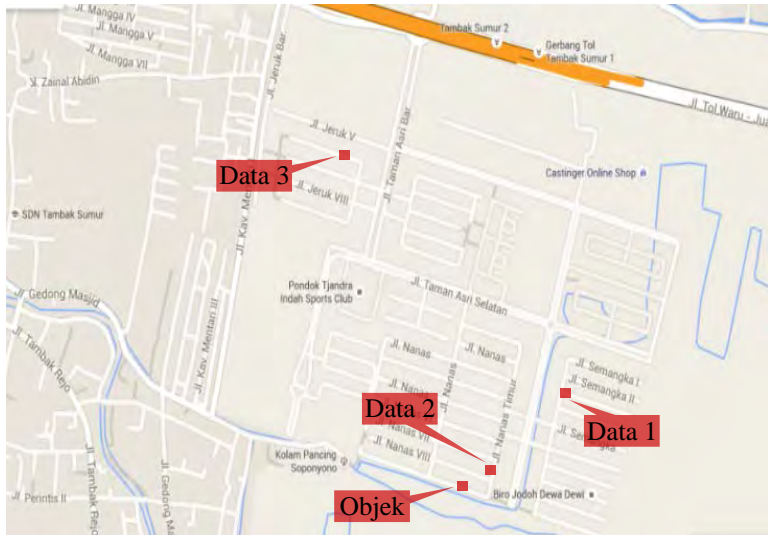 Jl. Mangga IV
Jl. Mangga V
Jl. Mangga VII
Jl. Zainal Abidin
Jl. Jeruk Bar.
Tambak Sumur 2
Gerbang Tol
Tambak Sumur 1
Jl. Tol Waru - Jua
Jl. Jeruk V
Jl. Taman Asri Bar.
Data 3
Castinger Online Shop
Jl. Jeruk VIII
SDN Tambak Sumur
Jl. Kav. Mentari
Pondok Tjandra
Indah Sports Club
Jl. Taman Asri Selatan
Jl. Gedong Masjid
Jl. Kav. Mentari III
Jl. Tambak Rejo
Jl. Nanas
Jl. Nanas
Jl. Semangka I
Jl. Semangka II
Jl. Nanas
Jl. Nanas
Data 2
Jl. Nanas Timur
Data 1
Jl. Nanas VII
Jl. Nanas VIII
Kolam Pancing
Soponyono
Jl. Tambak Rejo
Jl. Gedong Ma
Jl. Perintis II
Objek
Biro Jodoh Dewa Dewi